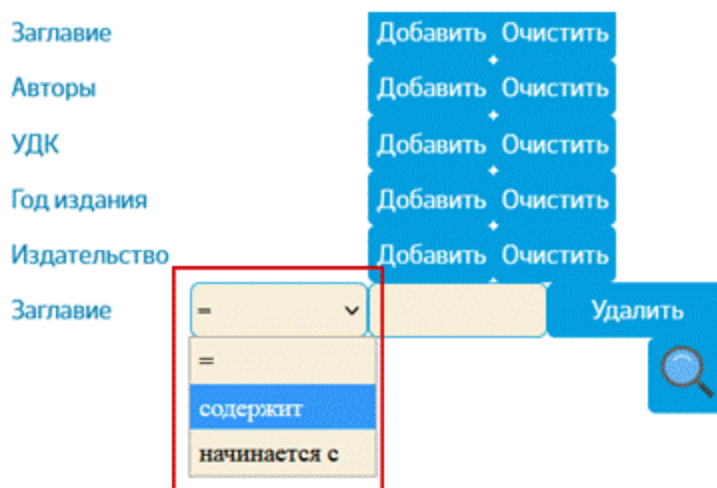 Заглавие Добавить Очистить
Авторы Добавить Очистить
УДК Добавить Очистить
Год издания Добавить Очистить
Издательство Добавить Очистить
Заглавие = Удалить
=
содержит
начинается с